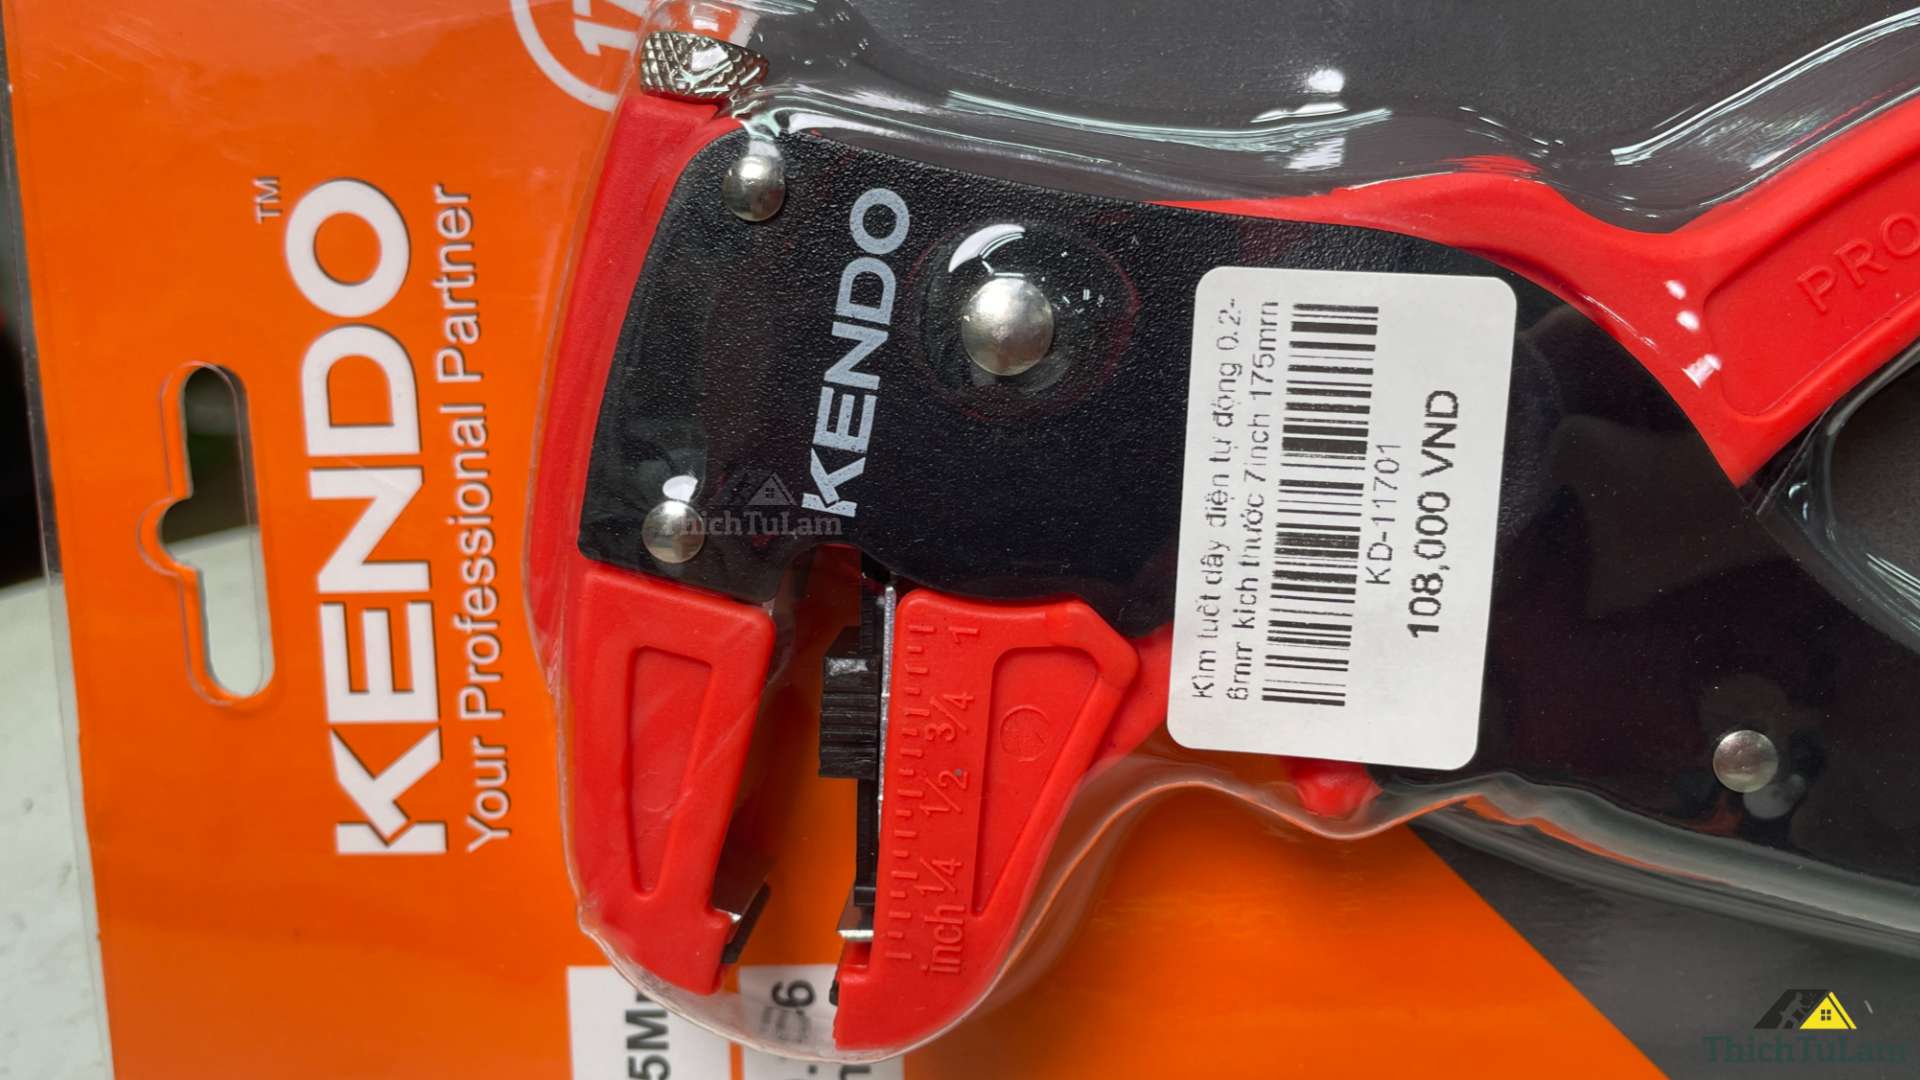 KENDO™
Your Professional Partner
KENDO
ThichTuLam
inch ¼ ½ ¾ 1
Kìm tuốt dây điện tự động 0.2-
6mm kích thước 7inch 175mm
KD-11701
108,000 VND
ThichTuLam